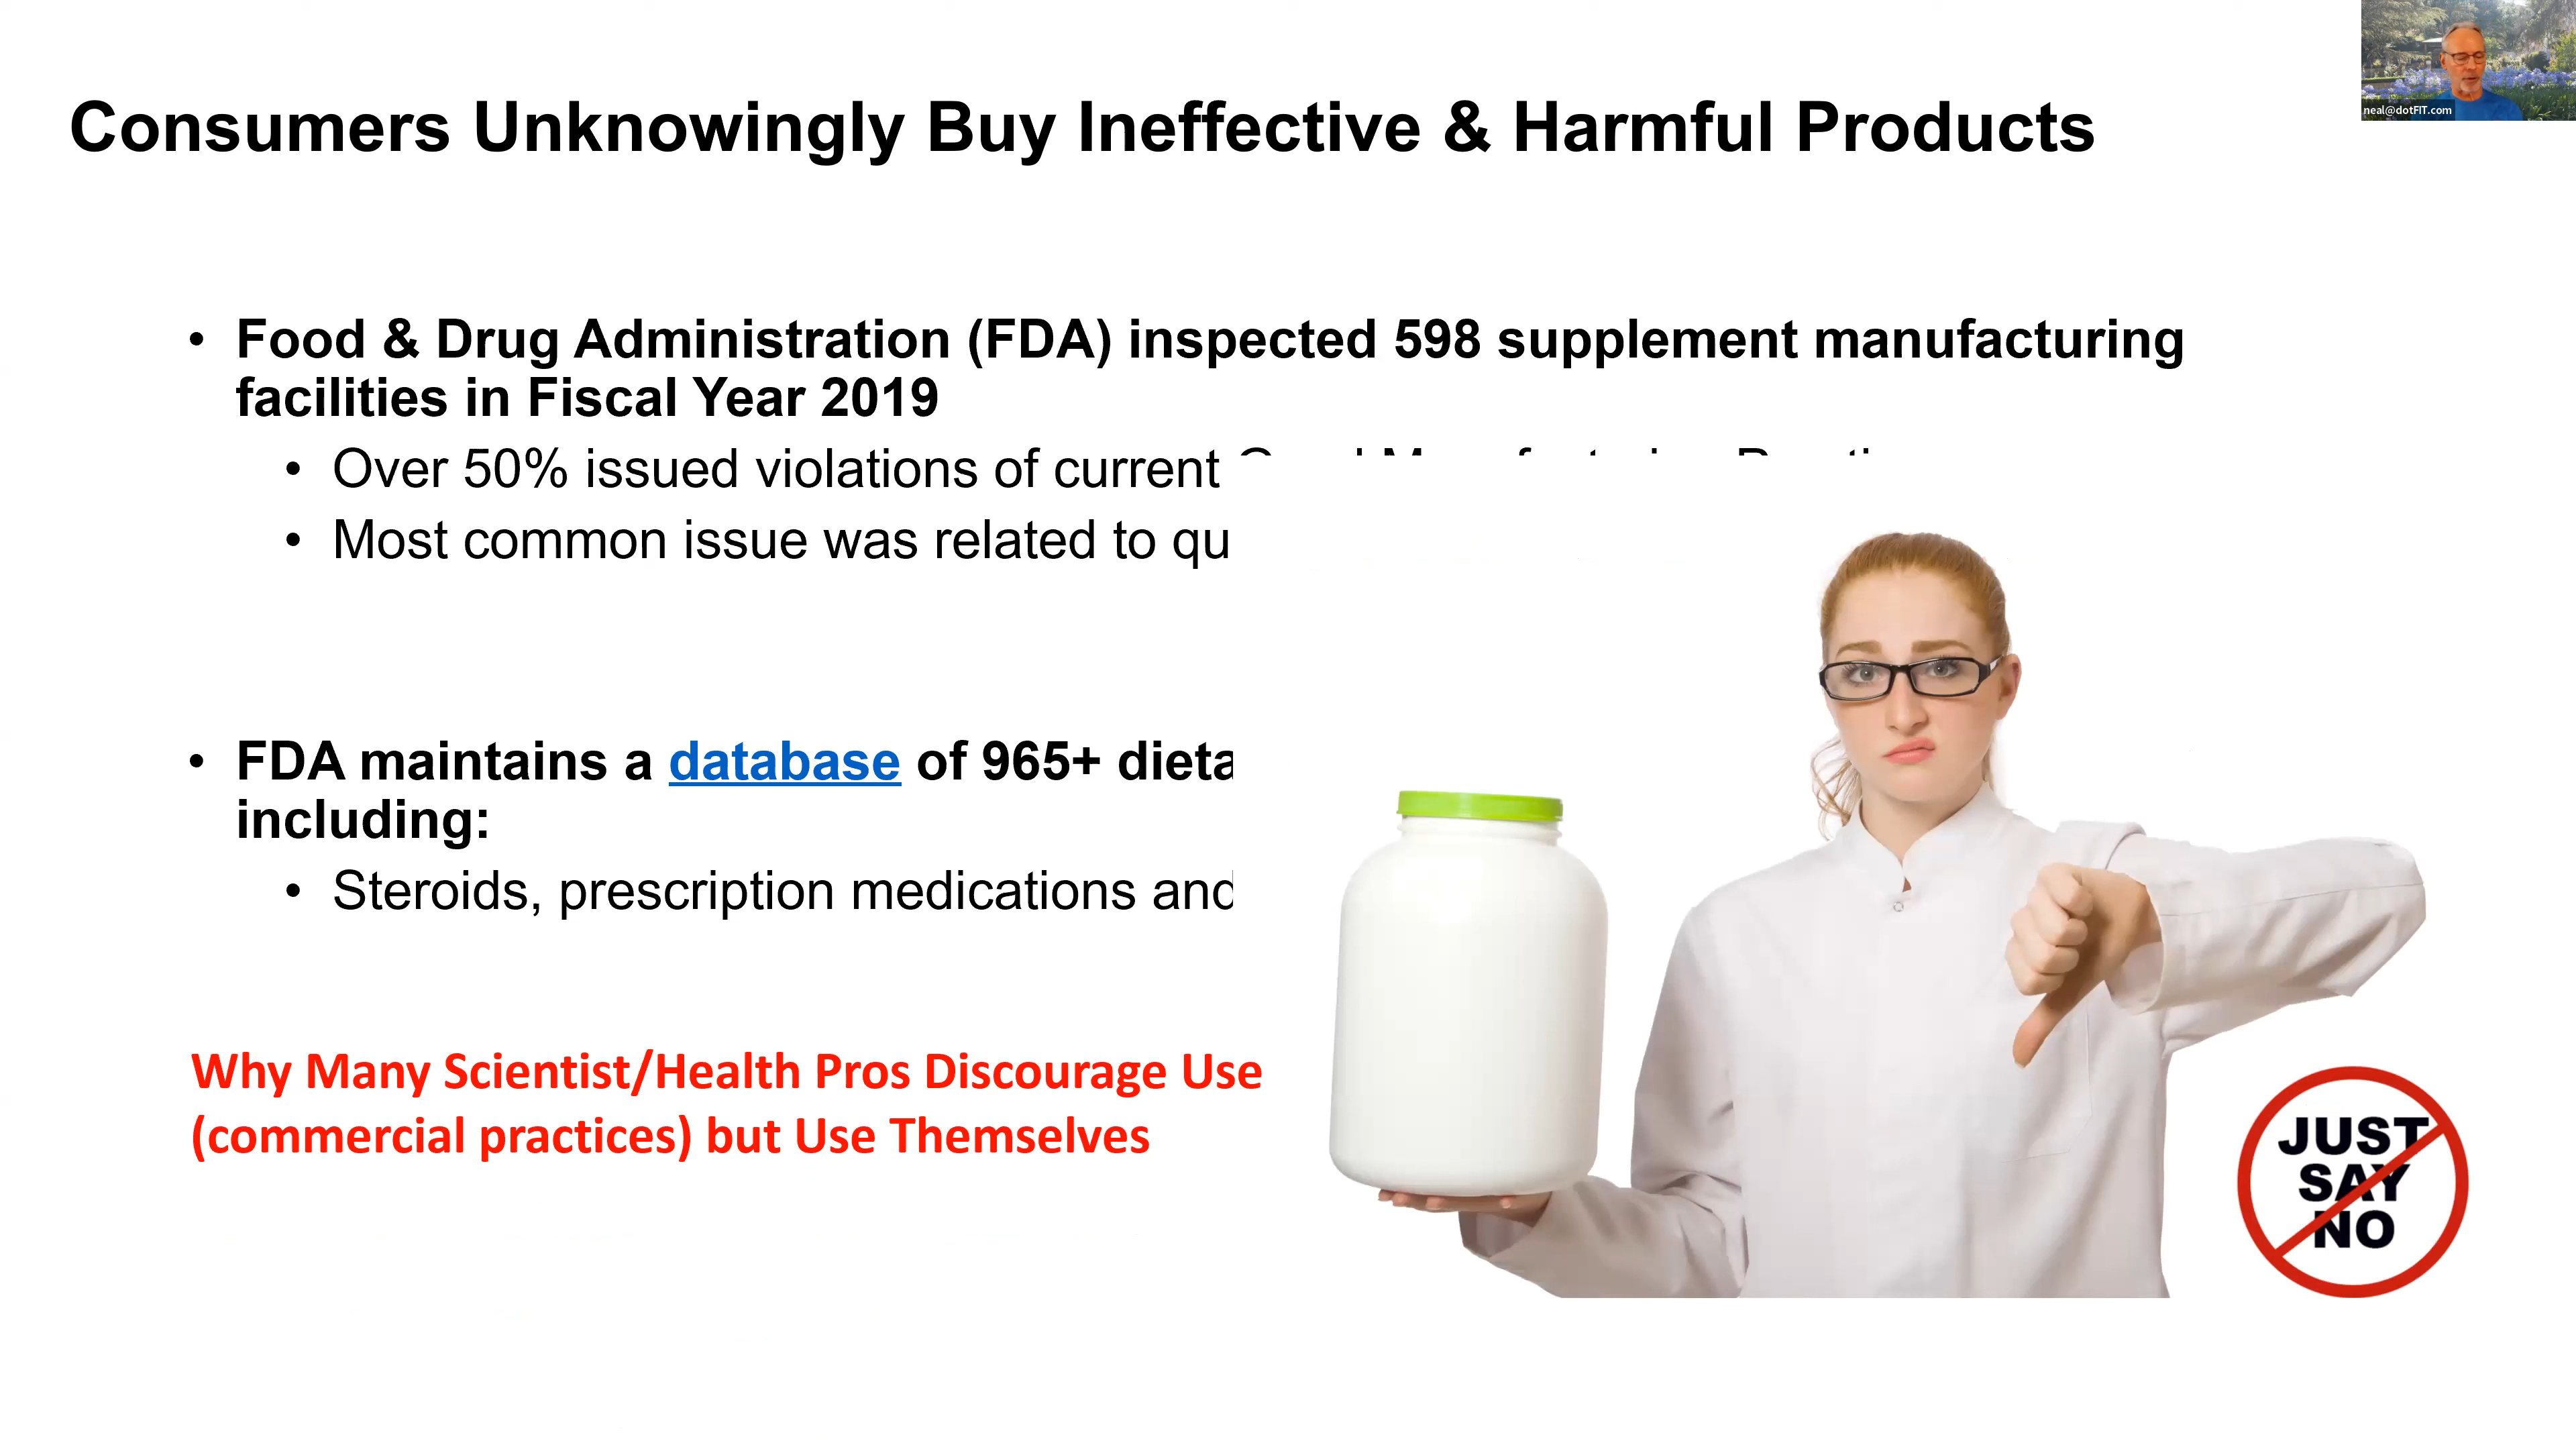 neal@dotFIT.com
Consumers Unknowingly Buy Ineffective & Harmful Products
• Food & Drug Administration (FDA) inspected 598 supplement manufacturing
facilities in Fiscal Year 2019
• Over 50% issued violations of current
• Most common issue was related to qu
• FDA maintains a database of 965+ dieta
including:
• Steroids, prescription medications and
Why Many Scientist/Health Pros Discourage Use
(commercial practices) but Use Themselves
JUST
SAY
NO